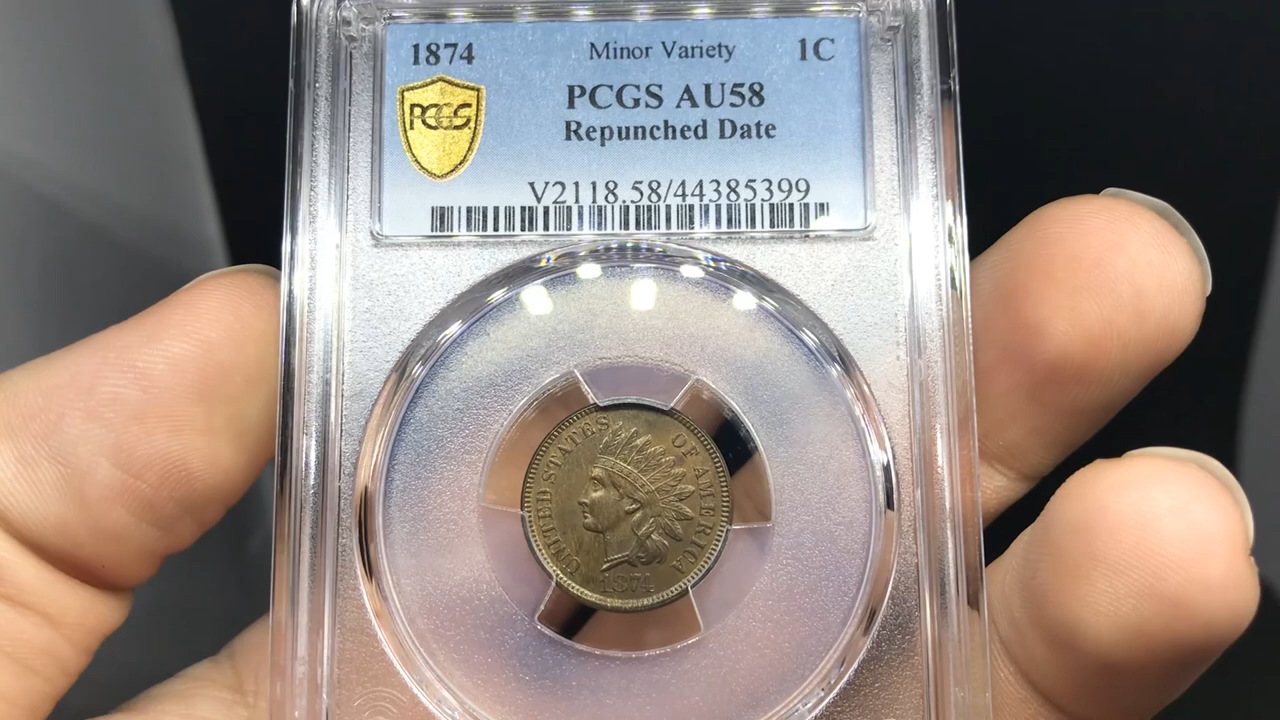 1874 Minor Variety 1C
PCGS PCGS AU58
Repunched Date
V2118.58/44385399
UNITED STATES OF AMERICA
1874